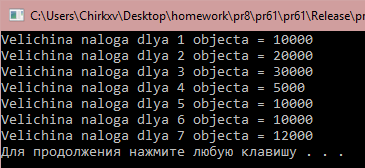 C:\Users\Chirkxv\Desktop\homework\pr8\pr61\pr61\Release\pr
Velichina naloga dlya 1 objecta = 10000
Velichina naloga dlya 2 objecta = 20000
Velichina naloga dlya 3 objecta = 30000
Velichina naloga dlya 4 objecta = 5000
Velichina naloga dlya 5 objecta = 10000
Velichina naloga dlya 6 objecta = 10000
Velichina naloga dlya 7 objecta = 12000
Для продолжения нажмите любую клавишу . . .